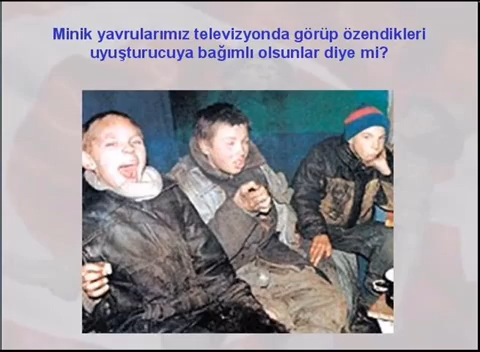 Minik yavrularımız televizyonda görüp özendikleri
uyuşturucuya bağımlı olsunlar diye mi?